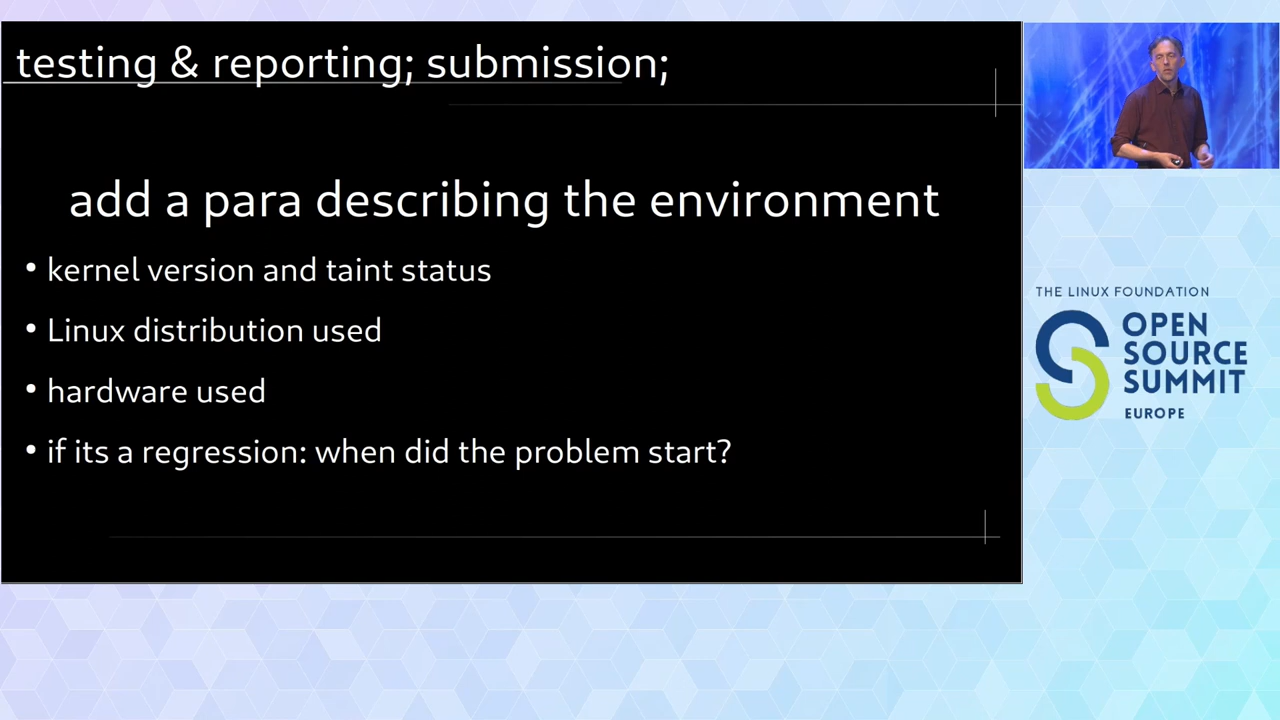 testing & reporting; submission;
add a para describing the environment
• kernel version and taint status
• Linux distribution used
• hardware used
• if its a regression: when did the problem start?
THE LINUX FOUNDATION
OPEN
SOURCE
SUMMIT
EUROPE